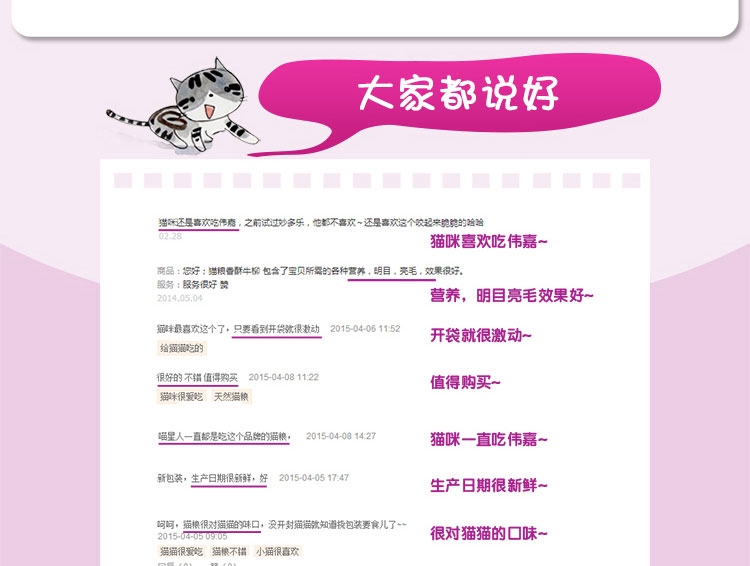 大家都说好
猫咪还是喜欢吃伟嘉，之前试过妙多乐，他都不喜欢～还是喜欢这个咬起来脆脆的哈哈
02.28
猫咪喜欢吃伟嘉~
商品：您好；猫粮香酥牛柳 包含了宝贝所需的各种营养，明目，亮毛，效果很好。
服务：服务很好 赞
2014.05.04
营养，明目亮毛效果好~
猫咪最喜欢这个了，只要看到开袋就很激动 2015-04-06 11:52
开袋就很激动~
给猫猫吃的
很好的 不错 值得购买 2015-04-08 11:22
值得购买~
猫咪很爱吃 天然猫粮
喵星人一直都是吃这个品牌的猫粮， 2015-04-08 14:27
猫咪一直吃伟嘉~
新包装，生产日期很新鲜，好 2015-04-05 17:47
生产日期很新鲜~
呵呵，猫粮很对猫猫的味口，没开封猫猫就知道挠包装要食儿了~~
2015-04-05 09:05
很对猫猫的口味~
猫猫很爱吃 猫粮不错 小猫很喜欢